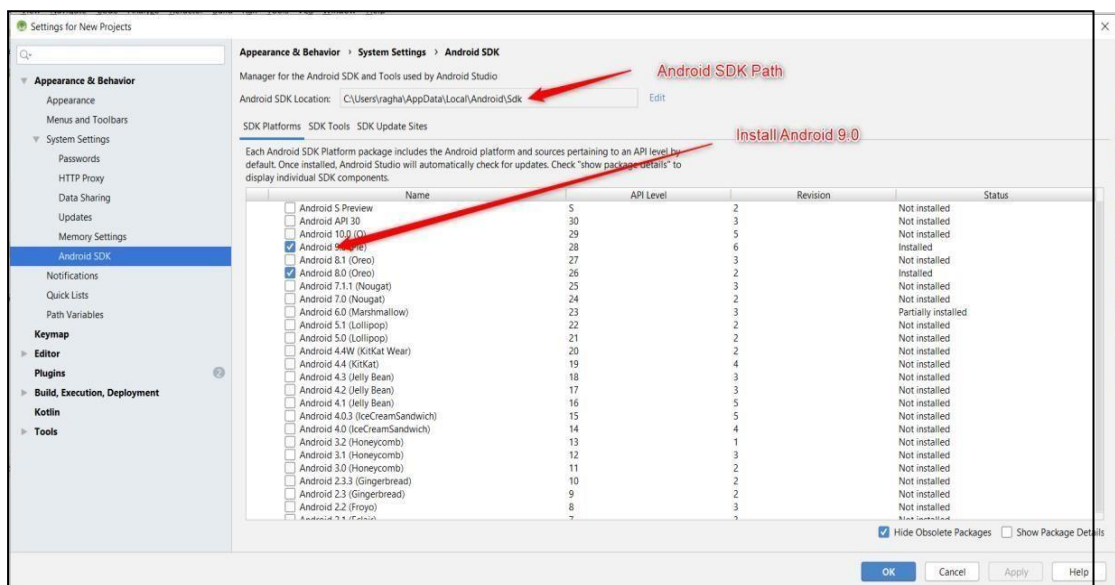 Settings for New Projects
Appearance & Behavior
Appearance
Menus and Toolbars
System Settings
Passwords
HTTP Proxy
Data Sharing
Updates
Memory Settings
Android SDK
Notifications
Quick Lists
Path Variables
Keymap
Editor
Plugins 2
Build, Execution, Deployment
Kotlin
Tools
Appearance & Behavior › System Settings › Android SDK
Manager for the Android SDK and Tools used by Android Studio
Android SDK Path
Android SDK Location: C:\Users\ragha\AppData\Local\Android\Sdk Edit
SDK Platforms SDK Tools SDK Update Sites
Install Android 9.0
Each Android SDK Platform package includes the Android platform and sources pertaining to an API level by
default. Once installed, Android Studio will automatically check for updates. Check "show package details" to
display individual SDK components.
Name API Level Revision Status
Android S Preview S 2 Not installed
Android API 30 30 3 Not installed
Android 10.0 (Q) 29 5 Not installed
Android 28 6 Installed
Android 8.1 (Oreo) 27 3 Not installed
Android 8.0 (Oreo) 26 2 Installed
Android 7.1.1 (Nougat) 25 3 Not installed
Android 7.0 (Nougat) 24 2 Not installed
Android 6.0 (Marshmallow) 23 3 Partially installed
Android 5.1 (Lollipop) 22 2 Not installed
Android 5.0 (Lollipop) 21 2 Not installed
Android 4.4W (KitKat Wear) 20 2 Not installed
Android 4.4 (KitKat) 19 4 Not installed
Android 4.3 (Jelly Bean) 18 3 Not installed
Android 4.2 (Jelly Bean) 17 3 Not installed
Android 4.1 (Jelly Bean) 16 5 Not installed
Android 4.0.3 (IceCreamSandwich) 15 5 Not installed
Android 4.0 (IceCreamSandwich) 14 4 Not installed
Android 3.2 (Honeycomb) 13 1 Not installed
Android 3.1 (Honeycomb) 12 3 Not installed
Android 3.0 (Honeycomb) 11 2 Not installed
Android 2.3.3 (Gingerbread) 10 2 Not installed
Android 2.3 (Gingerbread) 9 2 Not installed
Android 2.2 (Froyo) 8 3 Not installed
Android 2.1 (Eclair) 7 Not installed
Hide Obsolete Packages Show Package Details
OK Cancel Apply Help